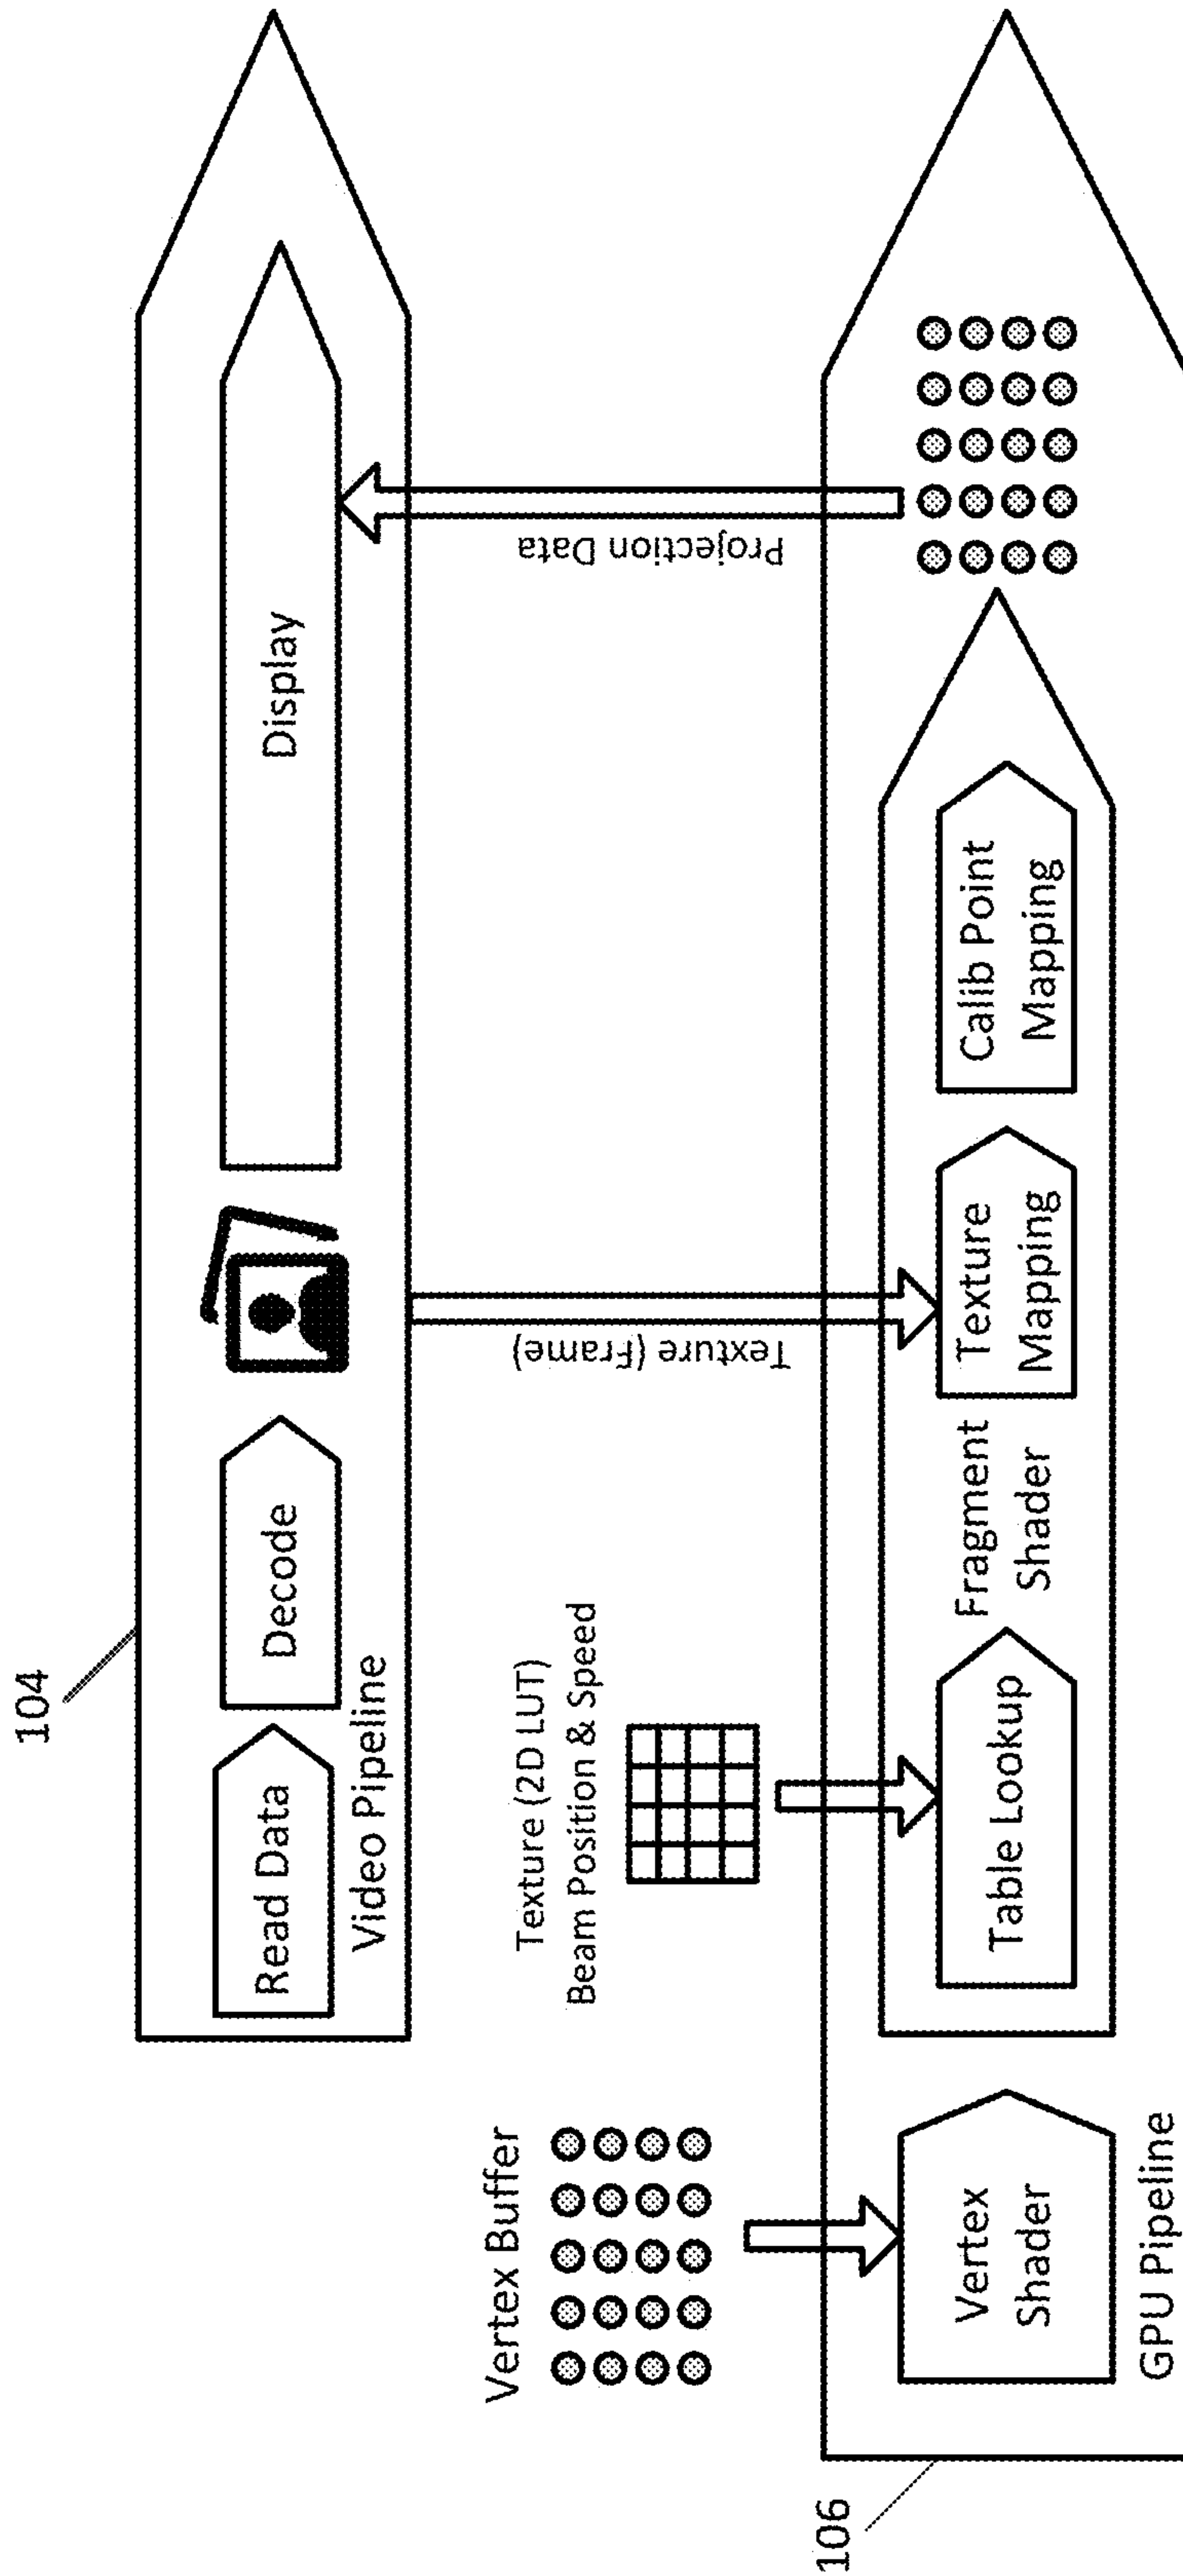 104
Read Data
Decode
Display
Video Pipeline
Vertex Buffer
Texture (2D LUT)
Beam Position & Speed
Texture (Frame)
Projection Data
106
Vertex
Shader
Table Lookup
Fragment
Shader
Texture
Mapping
Calib Point
Mapping
GPU Pipeline